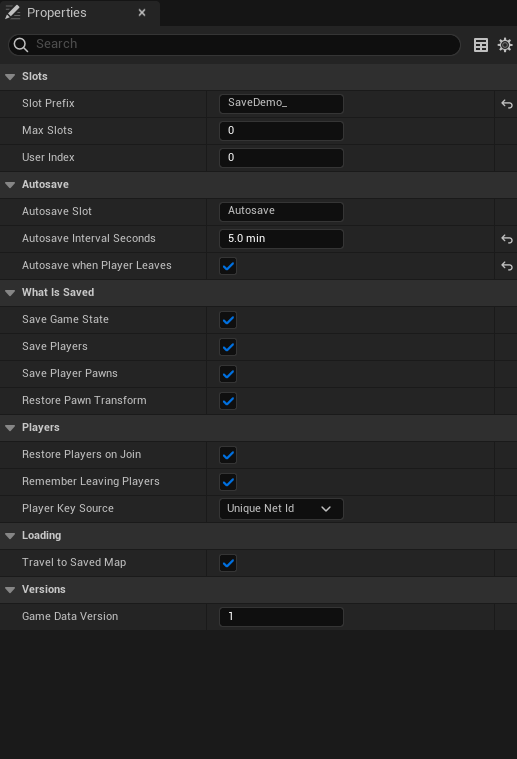 Properties
Search
Slots
Slot Prefix SaveDemo_
Max Slots 0
User Index 0
Autosave
Autosave Slot Autosave
Autosave Interval Seconds 5.0 min
Autosave when Player Leaves
What Is Saved
Save Game State
Save Players
Save Player Pawns
Restore Pawn Transform
Players
Restore Players on Join
Remember Leaving Players
Player Key Source Unique Net Id
Loading
Travel to Saved Map
Versions
Game Data Version 1